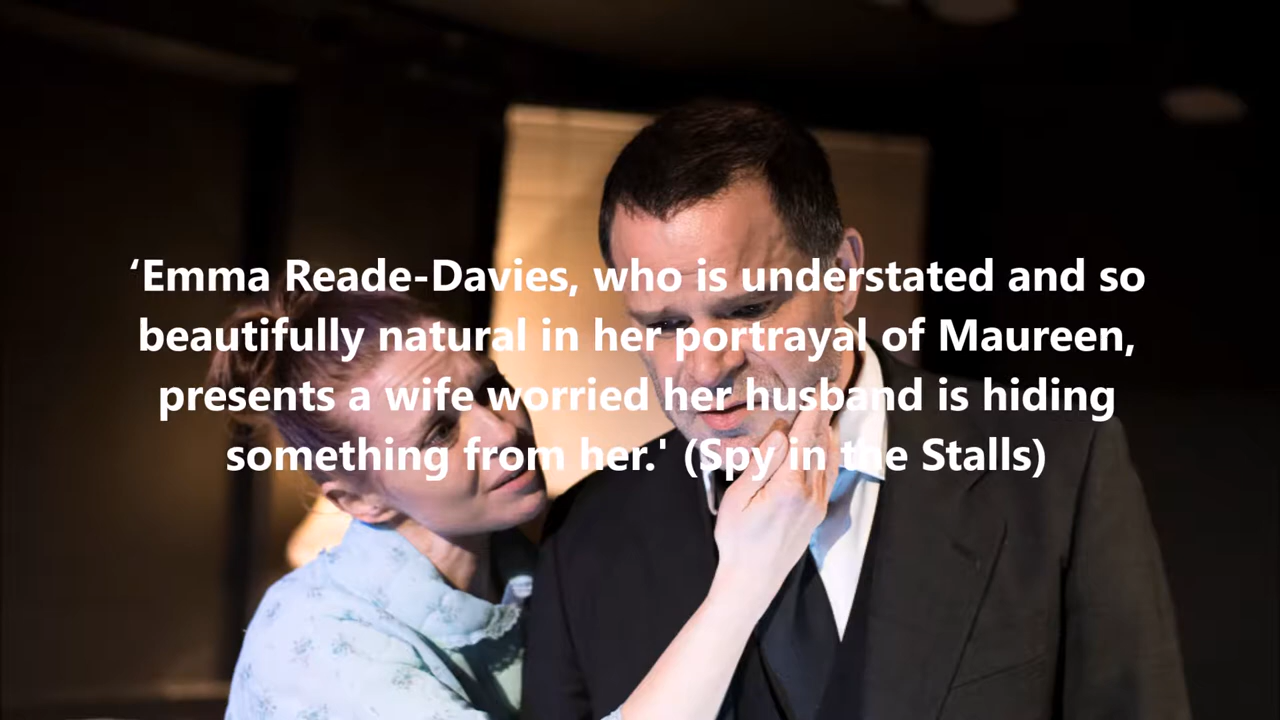 ‘Emma Reade-Davies, who is understated and so
beautifully natural in her portrayal of Maureen,
presents a wife worried her husband is hiding
something from her.' (Spy in the Stalls)